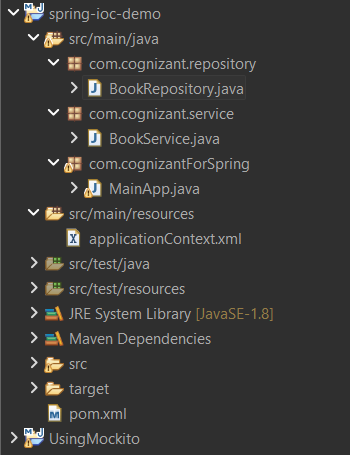 spring-ioc-demo
src/main/java
com.cognizant.repository
BookRepository.java
com.cognizant.service
BookService.java
com.cognizantForSpring
MainApp.java
src/main/resources
applicationContext.xml
src/test/java
src/test/resources
JRE System Library [JavaSE-1.8]
Maven Dependencies
src
target
pom.xml
UsingMockito